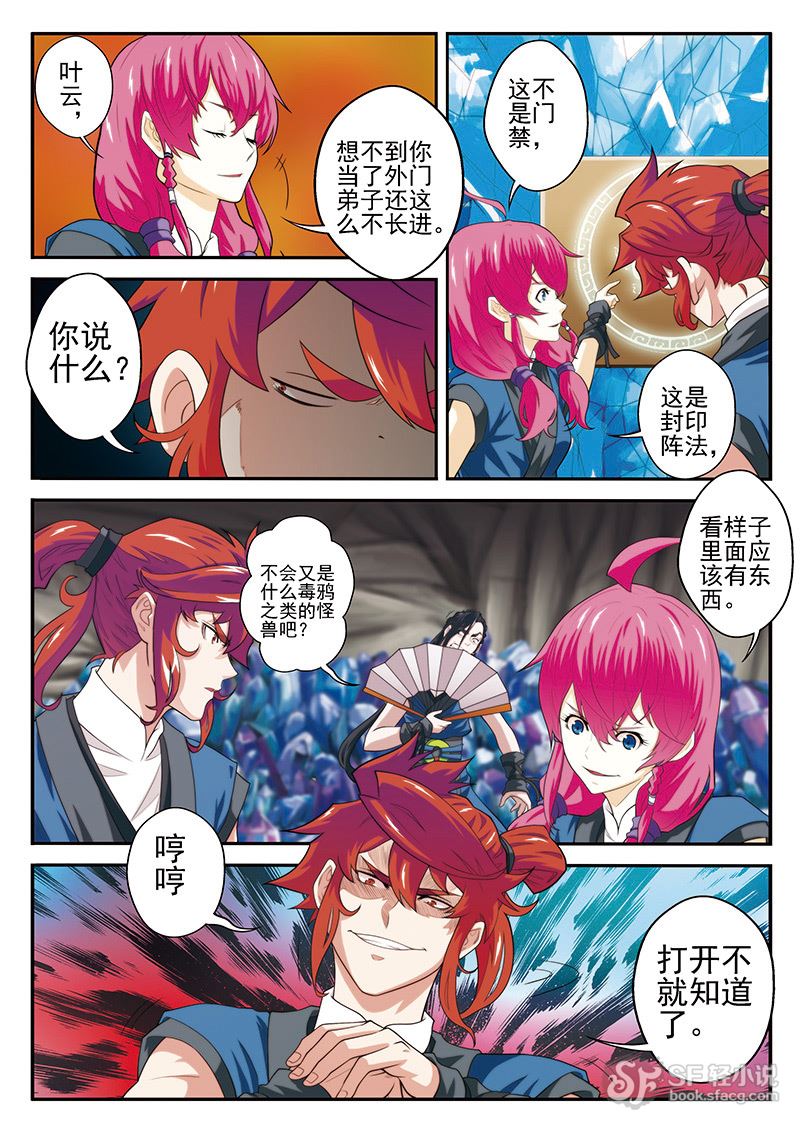 叶云,
想不到你
当了外门
弟子还这
么不长进。
这不
是门
禁,
你说
什么?
这是
封印
阵法,
看样子
里面应
该有东
西。
不会又是
什么毒鸦
之类的怪
兽吧?
哼
哼
打开不
就知道
了。
SF轻小说
book.sfacg.com